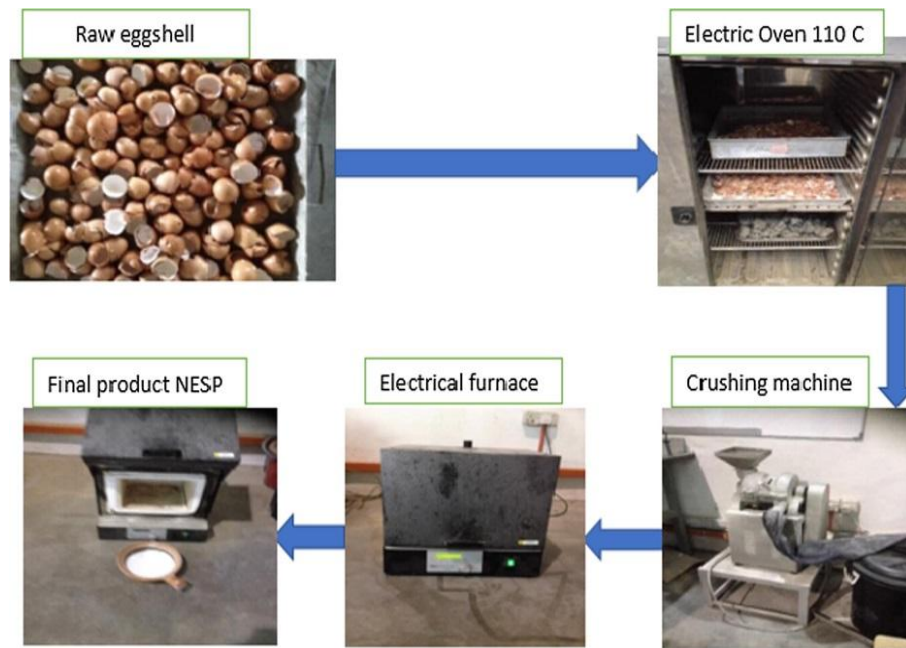 Raw eggshell
Electric Oven 110 C
Crushing machine
Electrical furnace
Final product NESP